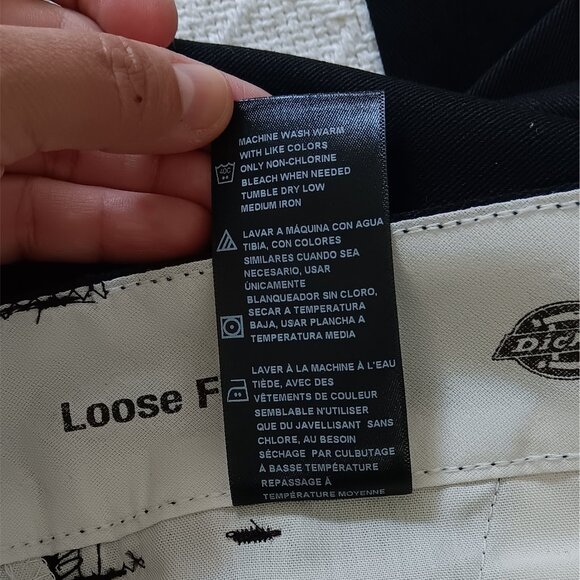 MACHINE WASH WARM
WITH LIKE COLORS
ONLY NON-CHLORINE
BLEACH WHEN NEEDED
TUMBLE DRY LOW
MEDIUM IRON
40C
LAVAR A MÁQUINA CON AGUA
TIBIA, CON COLORES
SIMILARES CUANDO SEA
NECESARIO, USAR
ÚNICAMENTE
BLANQUEADOR SIN CLORO,
SECAR A TEMPERATURA
BAJA, USAR PLANCHA A
TEMPERATURA MEDIA
LAVER À LA MACHINE À L'EAU
TIÈDE, AVEC DES
VÊTEMENTS DE COULEUR
SEMBLABLE N'UTILISER
QUE DU JAVELLISANT SANS
CHLORE, AU BESOIN
SÉCHAGE PAR CULBUTAGE
À BASSE TEMPÉRATURE
REPASSAGE À
TEMPÉRATURE MOYENNE
Loose F
DICK